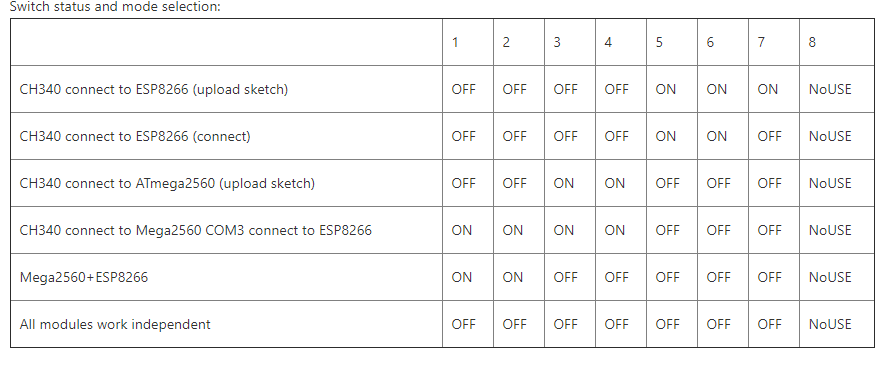 Switch status and mode selection:
1 2 3 4 5 6 7 8
CH340 connect to ESP8266 (upload sketch) OFF OFF OFF OFF ON ON ON NoUSE
CH340 connect to ESP8266 (connect) OFF OFF OFF OFF ON ON OFF NoUSE
CH340 connect to ATmega2560 (upload sketch) OFF OFF ON ON OFF OFF OFF NoUSE
CH340 connect to Mega2560 COM3 connect to ESP8266 ON ON ON ON OFF OFF OFF NoUSE
Mega2560+ESP8266 ON ON OFF OFF OFF OFF OFF NoUSE
All modules work independent OFF OFF OFF OFF OFF OFF OFF NoUSE